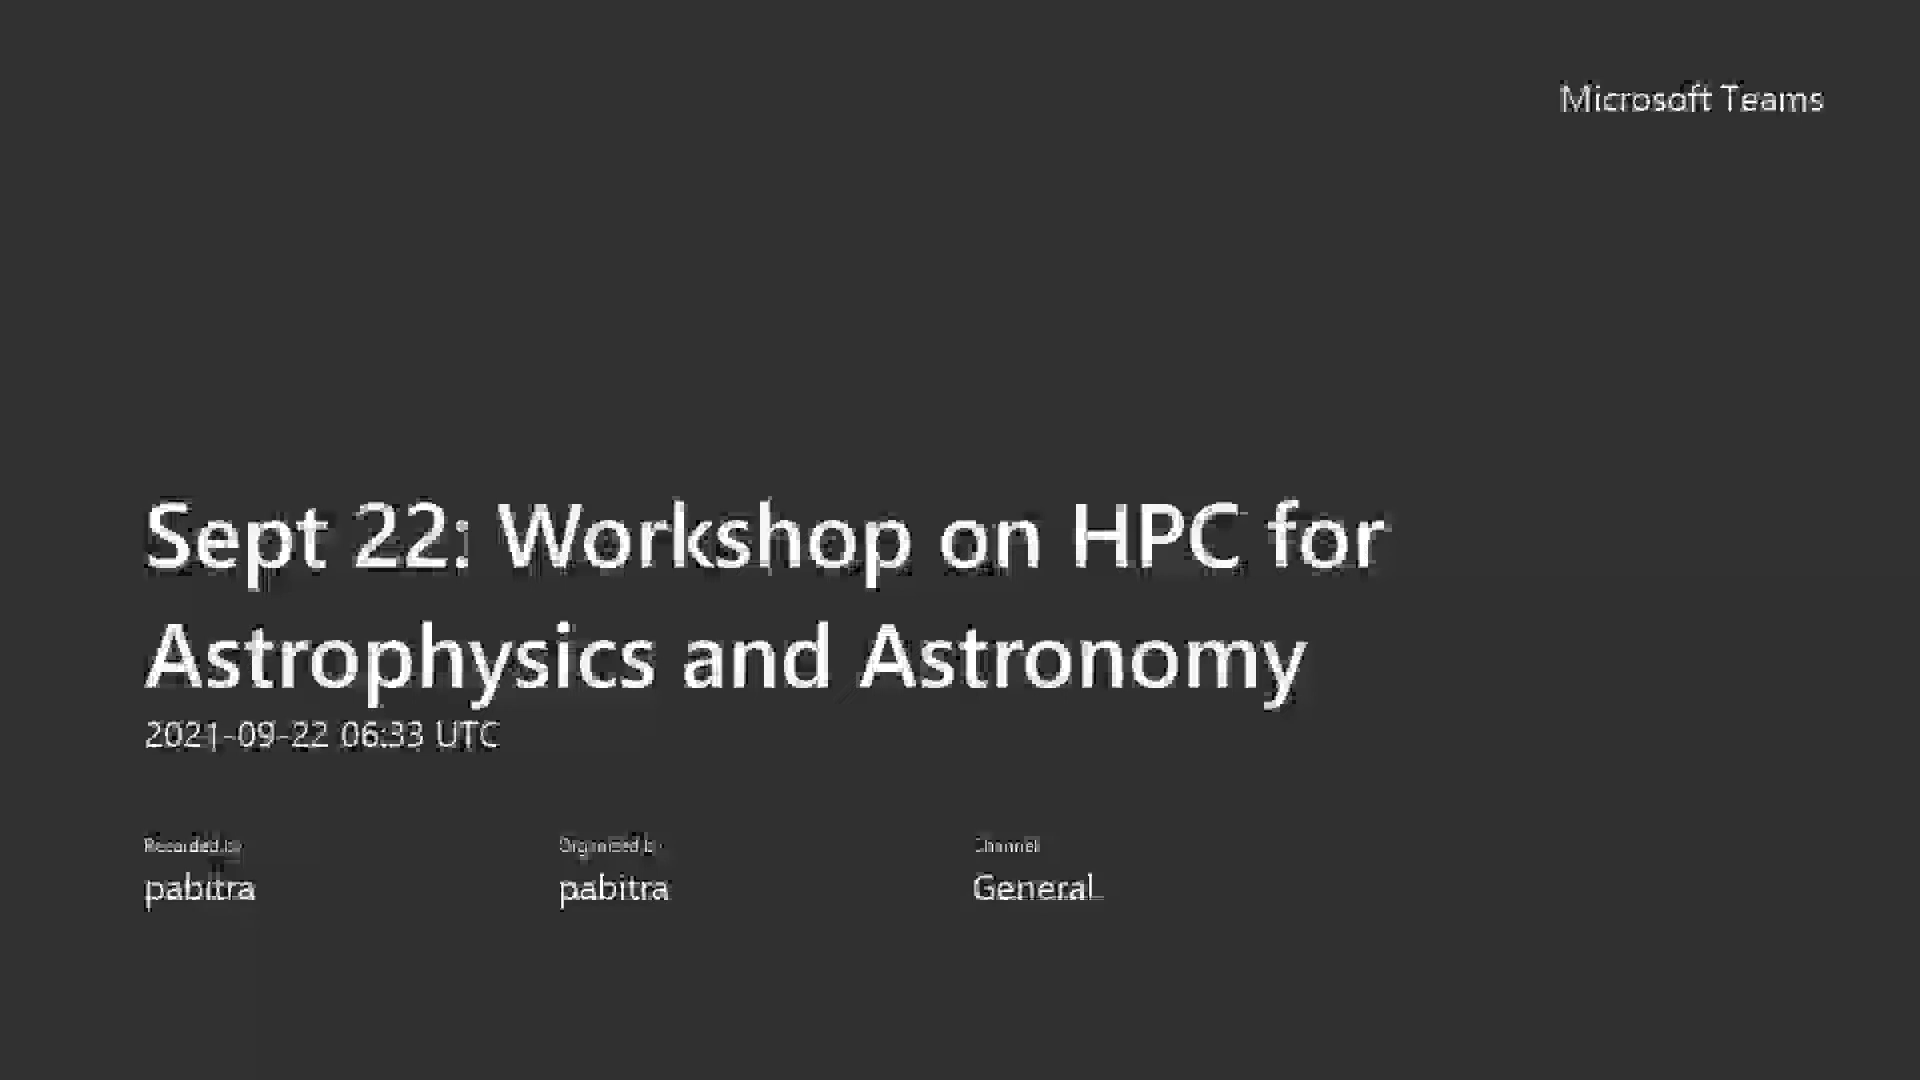 Microsoft Teams
Sept 22: Workshop on HPC for
Astrophysics and Astronomy
2021-09-22 06:33 UTC
Recorded by
Organized by
Channel
pabitra
pabitra
General